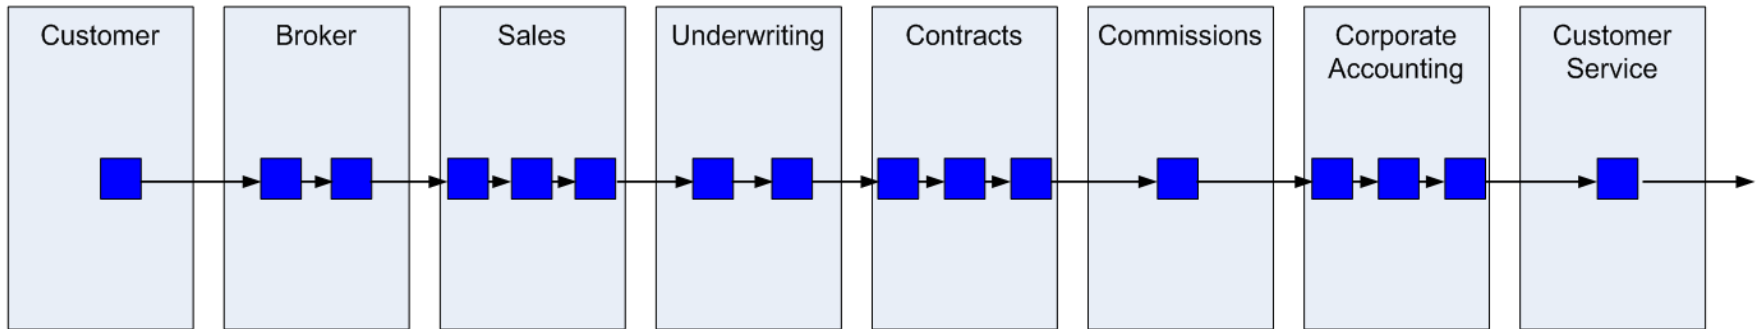 Customer
Broker
Sales
Underwriting
Contracts
Commissions
Corporate
Accounting
Customer
Service